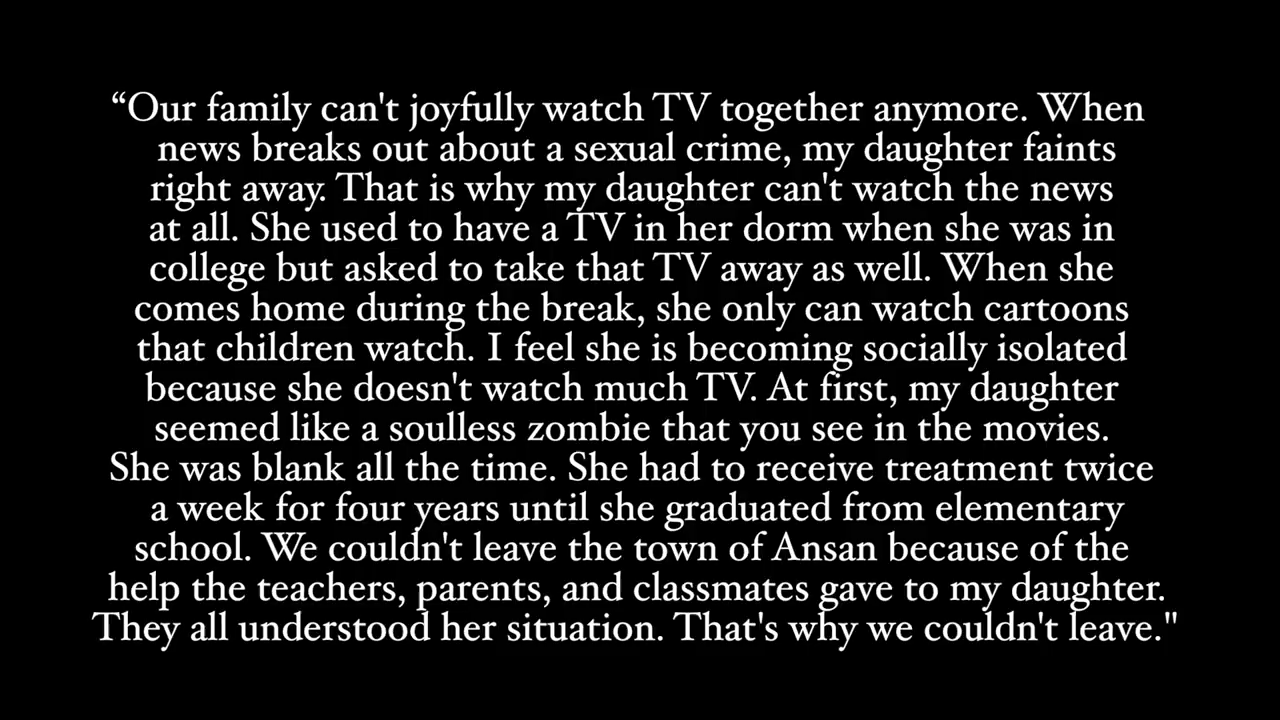 “Our family can't joyfully watch TV together anymore. When
news breaks out about a sexual crime, my daughter faints
right away. That is why my daughter can't watch the news
at all. She used to have a TV in her dorm when she was in
college but asked to take that TV away as well. When she
comes home during the break, she only can watch cartoons
that children watch. I feel she is becoming socially isolated
because she doesn't watch much TV. At first, my daughter
seemed like a soulless zombie that you see in the movies.
She was blank all the time. She had to receive treatment twice
a week for four years until she graduated from elementary
school. We couldn't leave the town of Ansan because of the
help the teachers, parents, and classmates gave to my daughter.
They all understood her situation. That's why we couldn't leave."